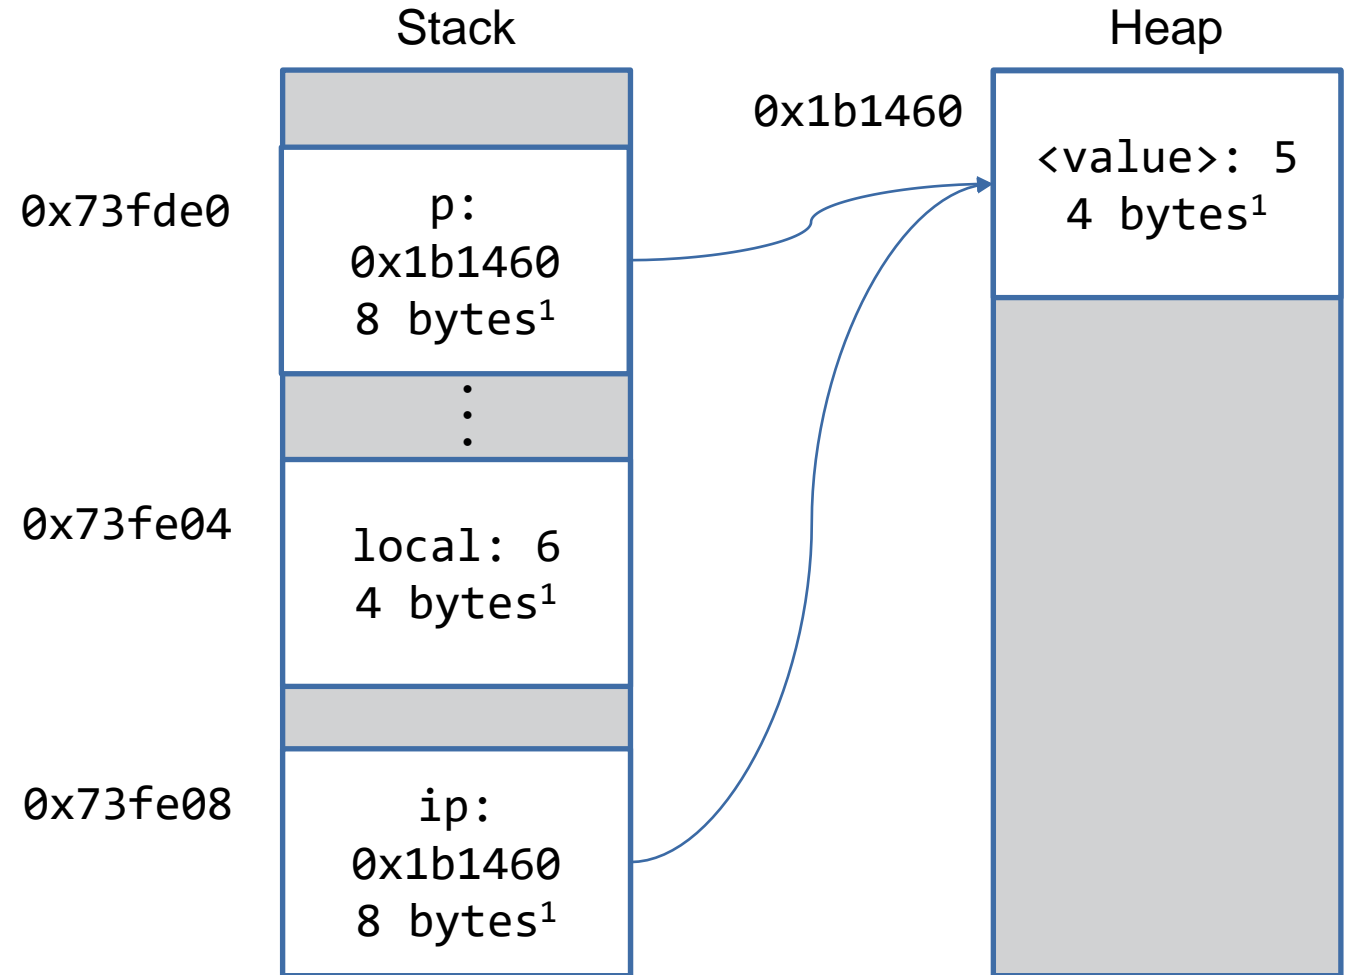 Stack
Heap
0x1b1460
<value>: 5
4 bytes¹
0x73fde0
p:
0x1b1460
8 bytes¹
.
.
.
0x73fe04
local: 6
4 bytes¹
0x73fe08
ip:
0x1b1460
8 bytes¹